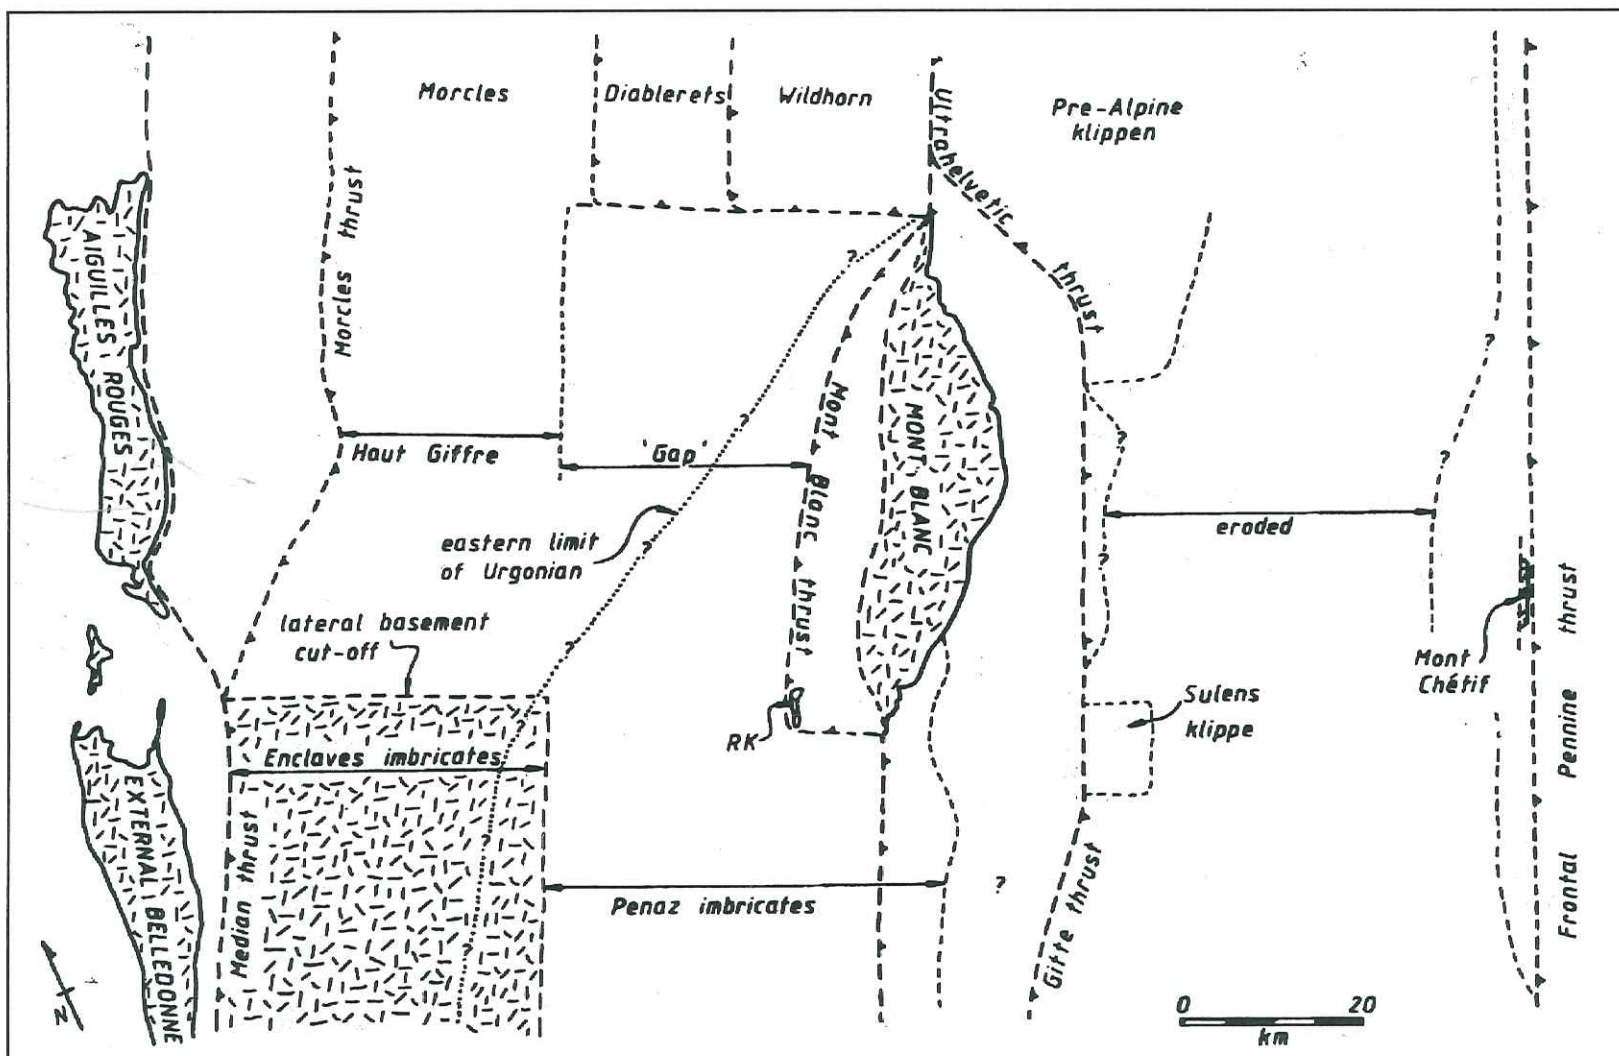 Morcles
Diablerets
Wildhorn
Ultrahelvetic thrust
Pre-Alpine
klippen
Morcles thrust
AIGUILLES ROUGES
?
Haut Giffre
'Gap'
?
Mont Blanc thrust
MONT BLANC
?
?
eroded
eastern limit
of Urgonian
?
?
lateral basement
cut-off
?
Mont
Chétif
Sulens
klippe
RK
?
Enclaves imbricates
EXTERNAL BELLEDONNE
Median thrust
?
?
Penaz imbricates
?
Gitte thrust
Frontal Pennine thrust
N
0 20
km